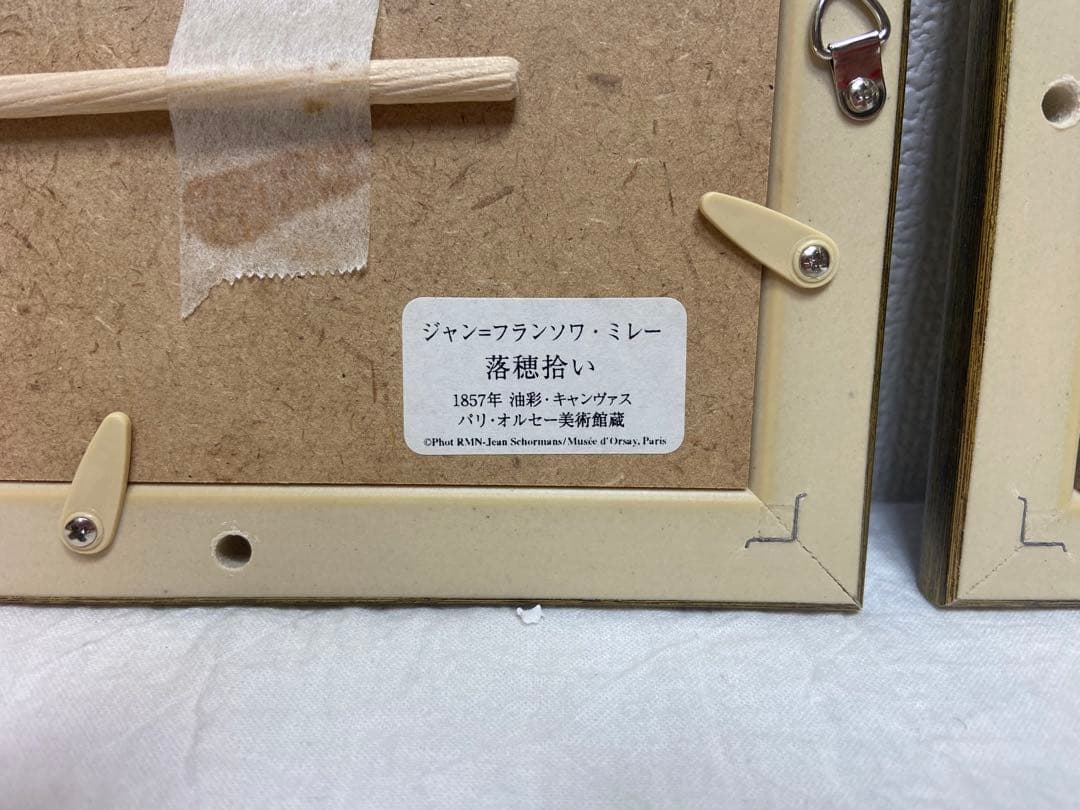 ジャン=フランソワ・ミレー
落穂拾い
1857年 油彩・キャンヴァス
パリ・オルセー美術館蔵
©Phot RMN-Jean Schormans/Musée d'Orsay, Paris